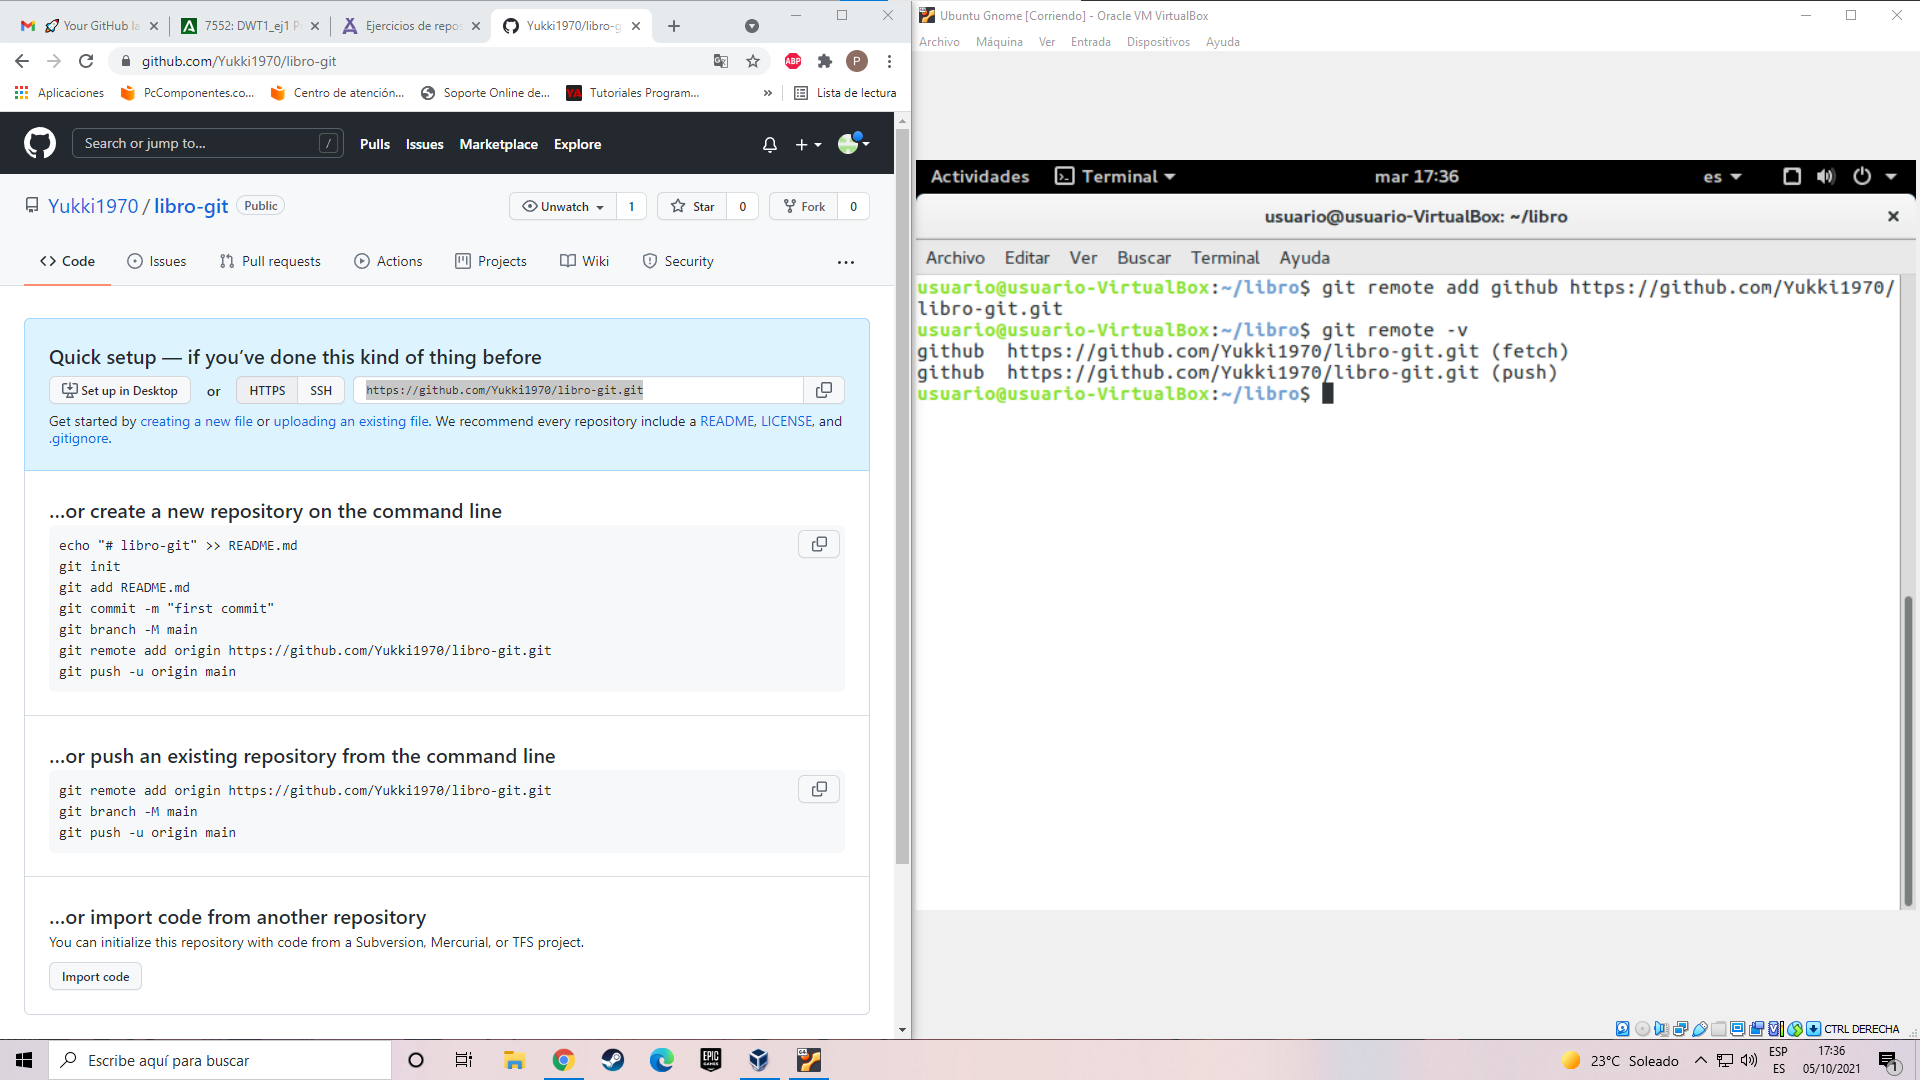 Your GitHub la
7552: DWT1_ej1 P
Ejercicios de repos
Yukki1970/libro-g
github.com/Yukki1970/libro-git
ABP
P
Aplicaciones
PcComponentes.co...
Centro de atención...
Soporte Online de...
YA
Tutoriales Program...
»
Lista de lectura
Search or jump to...
/
Pulls
Issues
Marketplace
Explore
Yukki1970 / libro-git
Public
Unwatch
1
Star
0
Fork
0
Code
Issues
Pull requests
Actions
Projects
Wiki
Security
Quick setup — if you’ve done this kind of thing before
Set up in Desktop
or
HTTPS
SSH
https://github.com/Yukki1970/libro-git.git
Get started by creating a new file or uploading an existing file. We recommend every repository include a README, LICENSE, and
.gitignore.
…or create a new repository on the command line
echo "# libro-git" >> README.md
git init
git add README.md
git commit -m "first commit"
git branch -M main
git remote add origin https://github.com/Yukki1970/libro-git.git
git push -u origin main
…or push an existing repository from the command line
git remote add origin https://github.com/Yukki1970/libro-git.git
git branch -M main
git push -u origin main
…or import code from another repository
You can initialize this repository with code from a Subversion, Mercurial, or TFS project.
Import code
Ubuntu Gnome [Corriendo] - Oracle VM VirtualBox
Archivo
Máquina
Ver
Entrada
Dispositivos
Ayuda
Actividades
Terminal
mar 17:36
es
usuario@usuario-VirtualBox: ~/libro
Archivo
Editar
Ver
Buscar
Terminal
Ayuda
usuario@usuario-VirtualBox:~/libro$ git remote add github https://github.com/Yukki1970/
libro-git.git
usuario@usuario-VirtualBox:~/libro$ git remote -v
github  https://github.com/Yukki1970/libro-git.git (fetch)
github  https://github.com/Yukki1970/libro-git.git (push)
usuario@usuario-VirtualBox:~/libro$
CTRL DERECHA
Escribe aquí para buscar
EPIC
GAMES
23°C Soleado
ESP
ES
17:36
05/10/2021
1